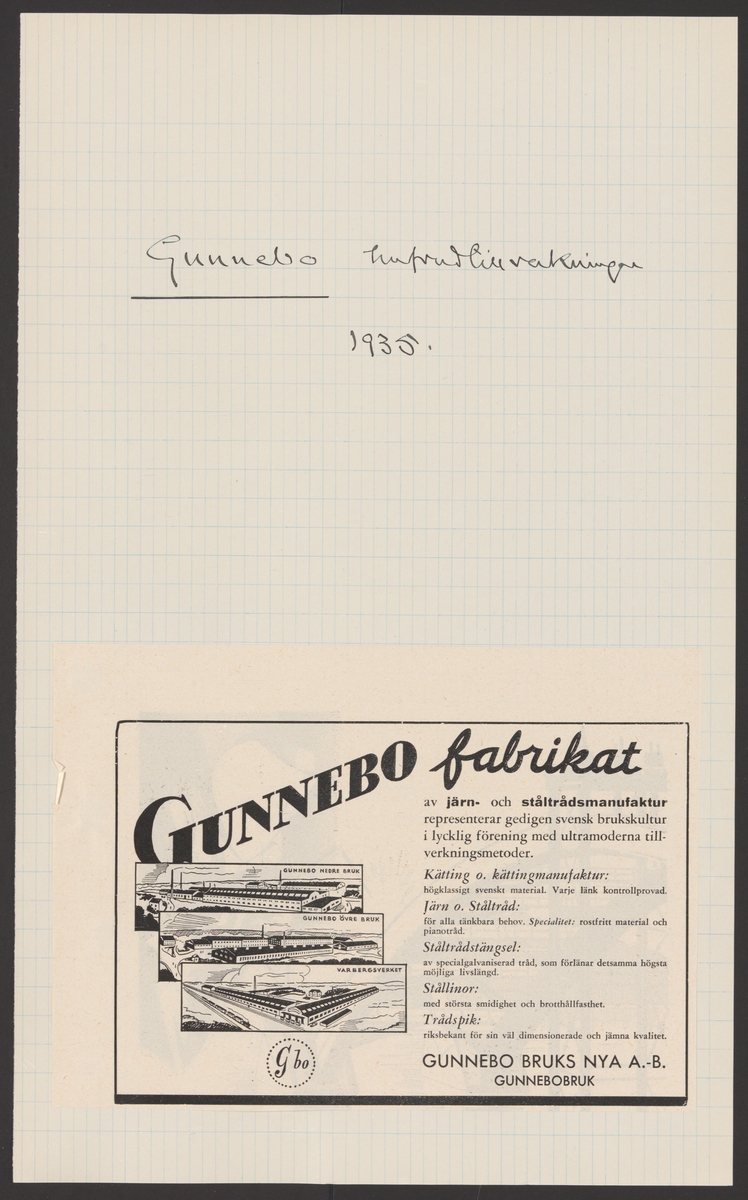 Gunnebo huvudtillverkningar
1935.
GUNNEBO fabrikat
av järn- och ståltrådsmanufaktur
representerar gedigen svensk brukskultur
i lycklig förening med ultramoderna till-
verkningsmetoder.
Kätting o. kättingmanufaktur:
högklassigt svenskt material. Varje länk kontrollprovad.
Järn o. Ståltråd:
för alla tänkbara behov. Specialitet: rostfritt material och
pianotråd.
Ståltrådstängsel:
av specialgalvaniserad tråd, som förlänar detsamma högsta
möjliga livslängd.
Stållinor:
med största smidighet och brotthållfasthet.
Trådspik:
riksbekant för sin väl dimensionerade och jämna kvalitet.
GUNNEBO BRUKS NYA A.-B.
GUNNEBOBRUK
GUNNEBO NEDRE BRUK
GUNNEBO ÖVRE BRUK
VARBERGSVERKET
Gbo